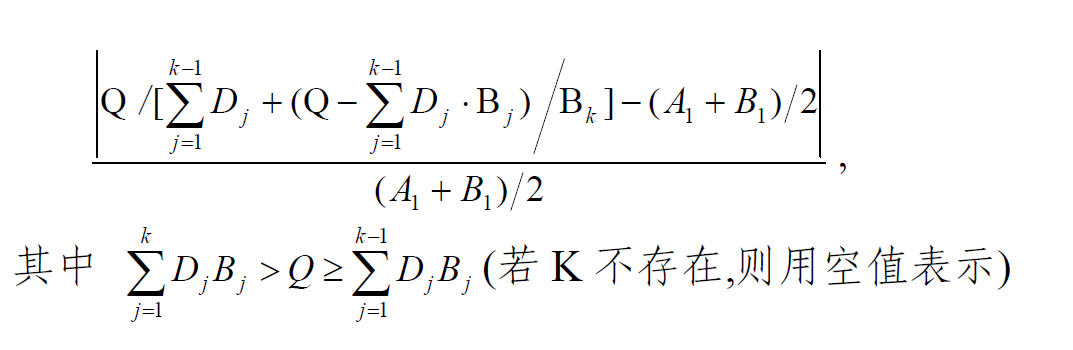 |Q /[∑_{j=1}^{k−1} D_j + (Q − ∑_{j=1}^{k−1} D_j · B_j) / B_k] − (A_1 + B_1)/2|
(A_1 + B_1)/2 ,
其中 ∑_{j=1}^{k} D_j B_j > Q ≥ ∑_{j=1}^{k−1} D_j B_j (若 K 不存在,则用空值表示)